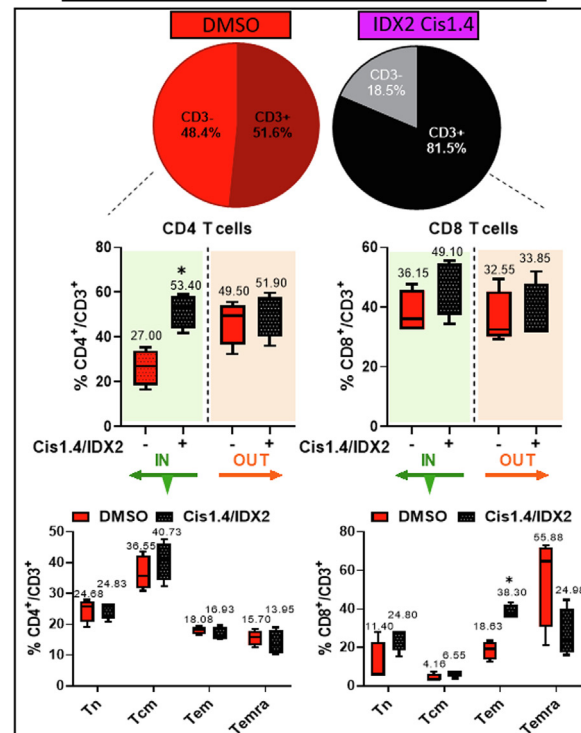 DMSO IDX2 Cis1.4
CD3- 48.4% CD3+ 51.6%
CD3- 18.5% CD3+ 81.5%
CD4 T cells
% CD4+/CD3+
80
60
40
20
0
27.00 * 53.40 49.50 51.90
Cis1.4/IDX2 - + - +
IN OUT
CD8 T cells
% CD8+/CD3+
60
40
20
0
36.15 49.10 32.55 33.85
Cis1.4/IDX2 - + - +
IN OUT
DMSO Cis1.4/IDX2
% CD4+/CD3+
50
40
30
20
10
0
24.68 24.83 36.55 40.73 18.08 16.93 15.70 13.95
Tn Tcm Tem Temra
DMSO Cis1.4/IDX2
% CD8+/CD3+
80
60
40
20
0
11.40 24.80 4.16 6.55 18.63 * 38.30 55.88 24.98
Tn Tcm Tem Temra